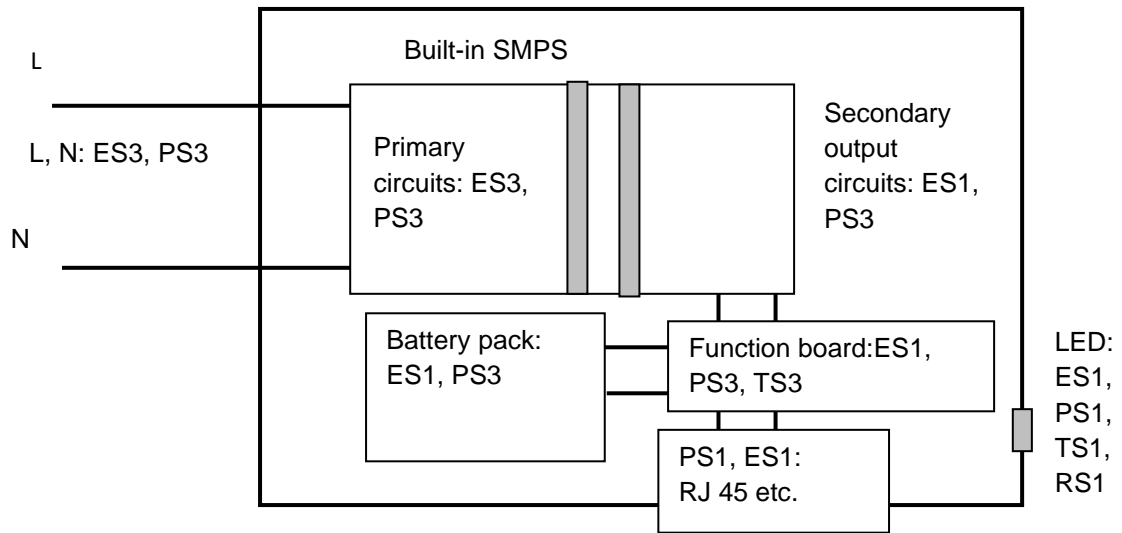 Built-in SMPS
L
L, N: ES3, PS3
N
Primary
circuits: ES3,
PS3
Secondary
output
circuits: ES1,
PS3
Battery pack:
ES1, PS3
Function board:ES1,
PS3, TS3
PS1, ES1:
RJ 45 etc.
LED:
ES1,
PS1,
TS1,
RS1